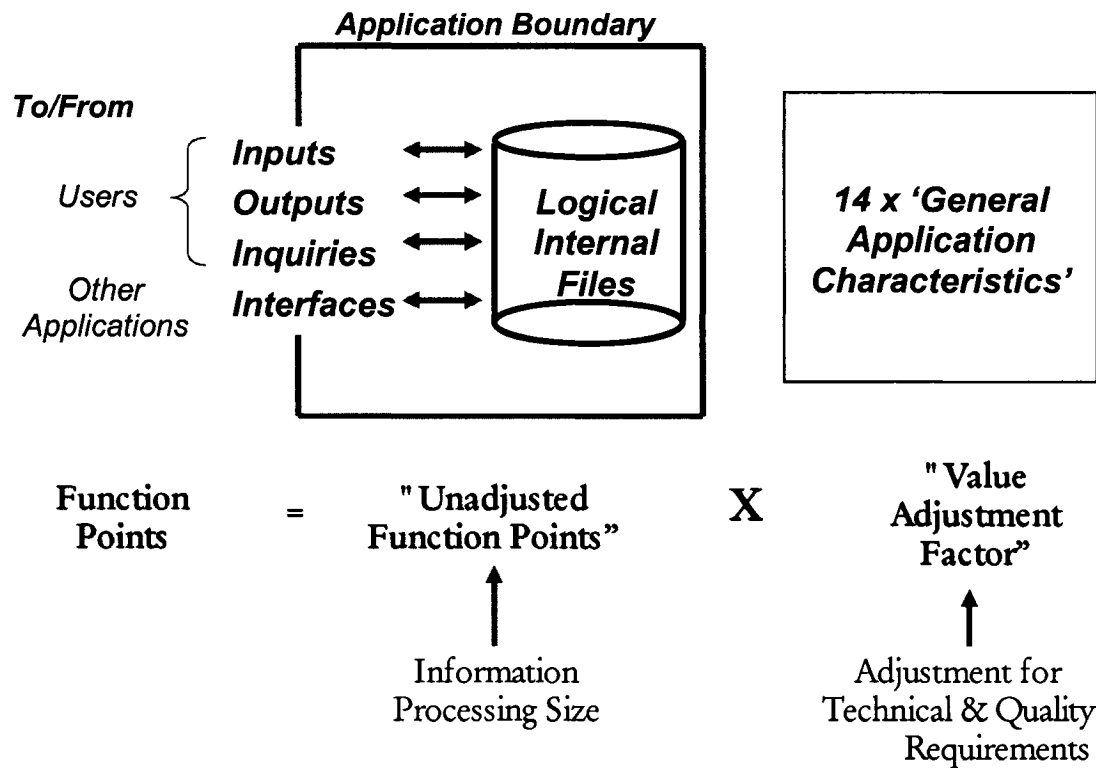 Application Boundary
To/From
Users
Inputs
Outputs
Inquiries
Other
Applications
Interfaces
Logical
Internal
Files
14 x ‘General
Application
Characteristics’
Function
Points
=
"Unadjusted
Function Points”
X
"Value
Adjustment
Factor”
Information
Processing Size
Adjustment for
Technical & Quality
Requirements